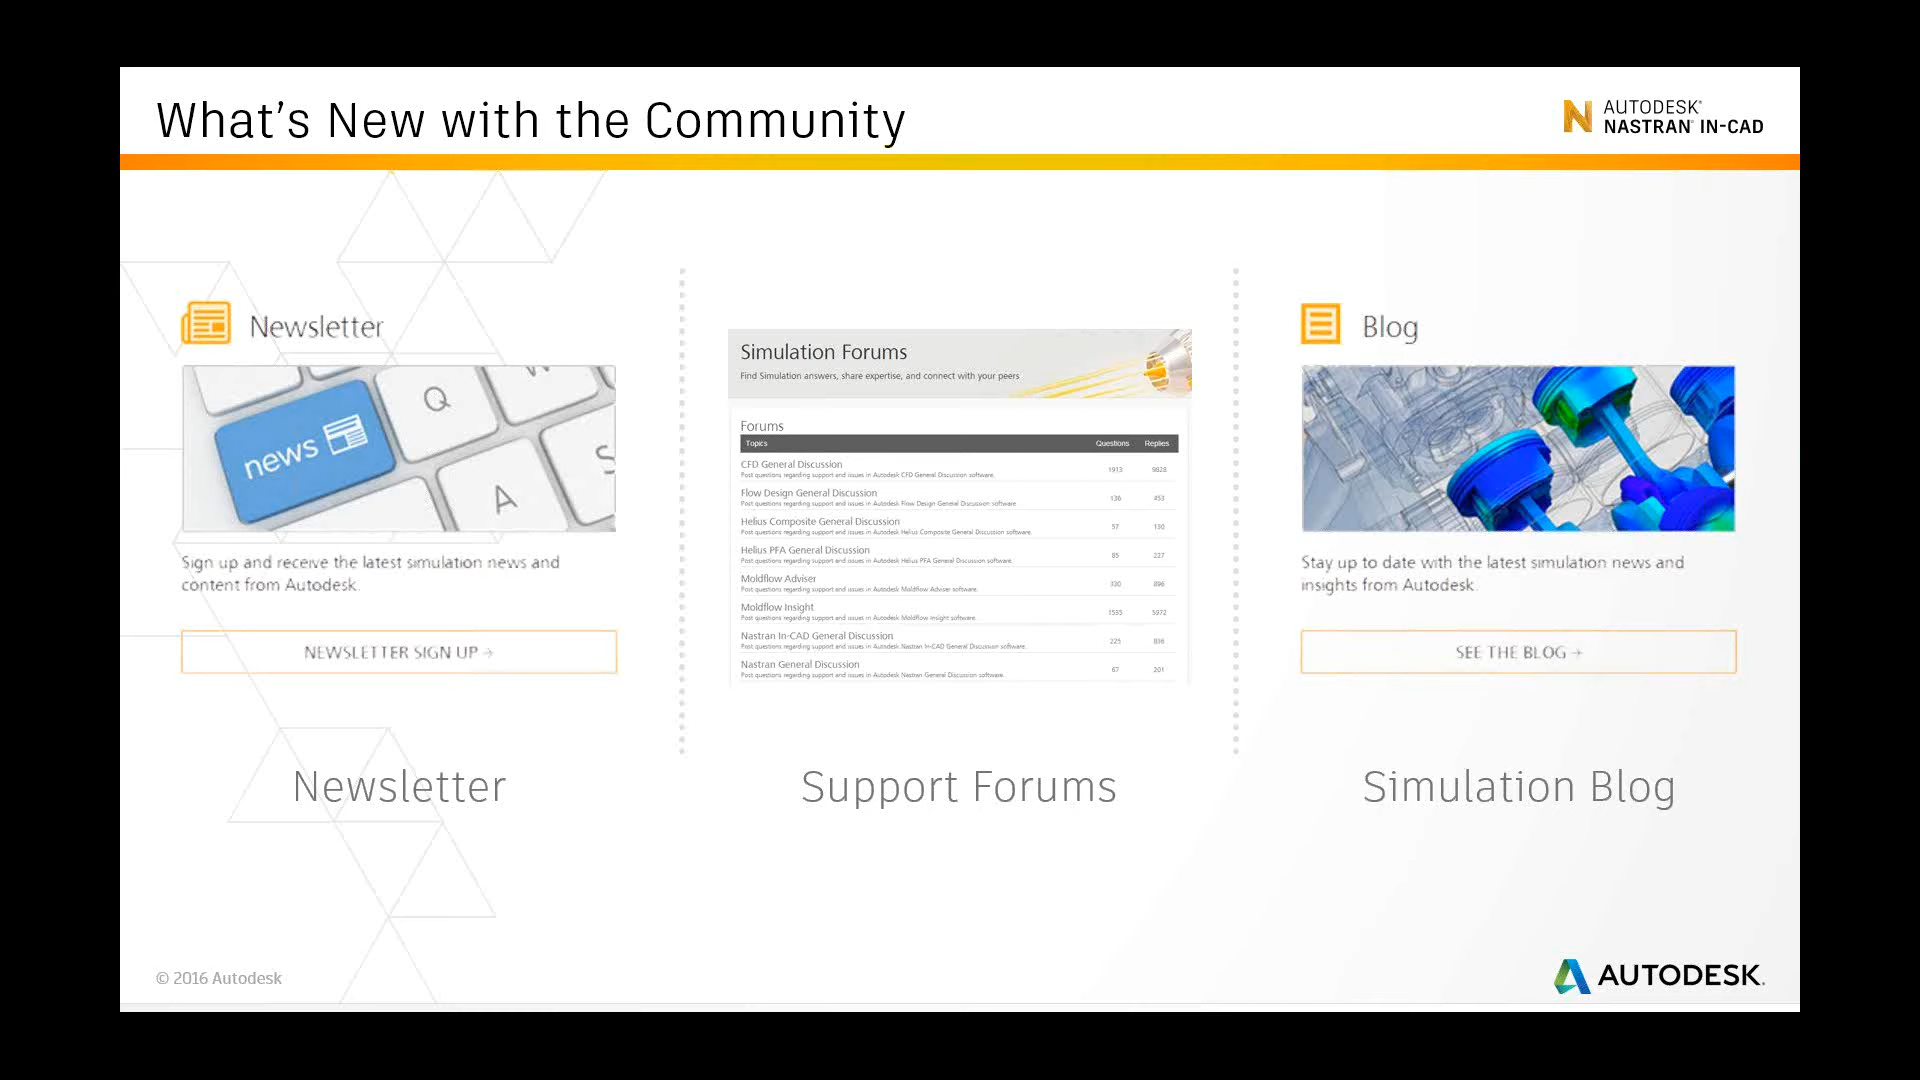 What's New with the Community
AUTODESK®
NASTRAN® IN-CAD
Newsletter
news
Q
W
A
S
Sign up and receive the latest simulation news and
content from Autodesk.
NEWSLETTER SIGN UP →
Newsletter
Simulation Forums
Find Simulation answers, share expertise, and connect with your peers
Forums
Topics Questions Replies
CFD General Discussion
Post questions regarding support and issues in Autodesk CFD General Discussion software.
1913 9828
Flow Design General Discussion
Post questions regarding support and issues in Autodesk Flow Design General Discussion software
136 453
Helius Composite General Discussion
Post questions regarding support and issues in Autodesk Helius Composite General Discussion software.
57 130
Helius PFA General Discussion
Post questions regarding support and issues in Autodesk Helius PFA General Discussion software.
85 227
Moldflow Adviser
Post questions regarding support and issues in Autodesk Moldflow Adviser software.
330 896
Moldflow Insight
Post questions regarding support and issues in Autodesk Moldflow Insight software.
1535 5972
Nastran In-CAD General Discussion
Post questions regarding support and issues in Autodesk Nastran In-CAD General Discussion software.
225 836
Nastran General Discussion
Post questions regarding support and issues in Autodesk Nastran General Discussion software.
67 201
Support Forums
Blog
Stay up to date with the latest simulation news and
insights from Autodesk.
SEE THE BLOG →
Simulation Blog
© 2016 Autodesk
AUTODESK®